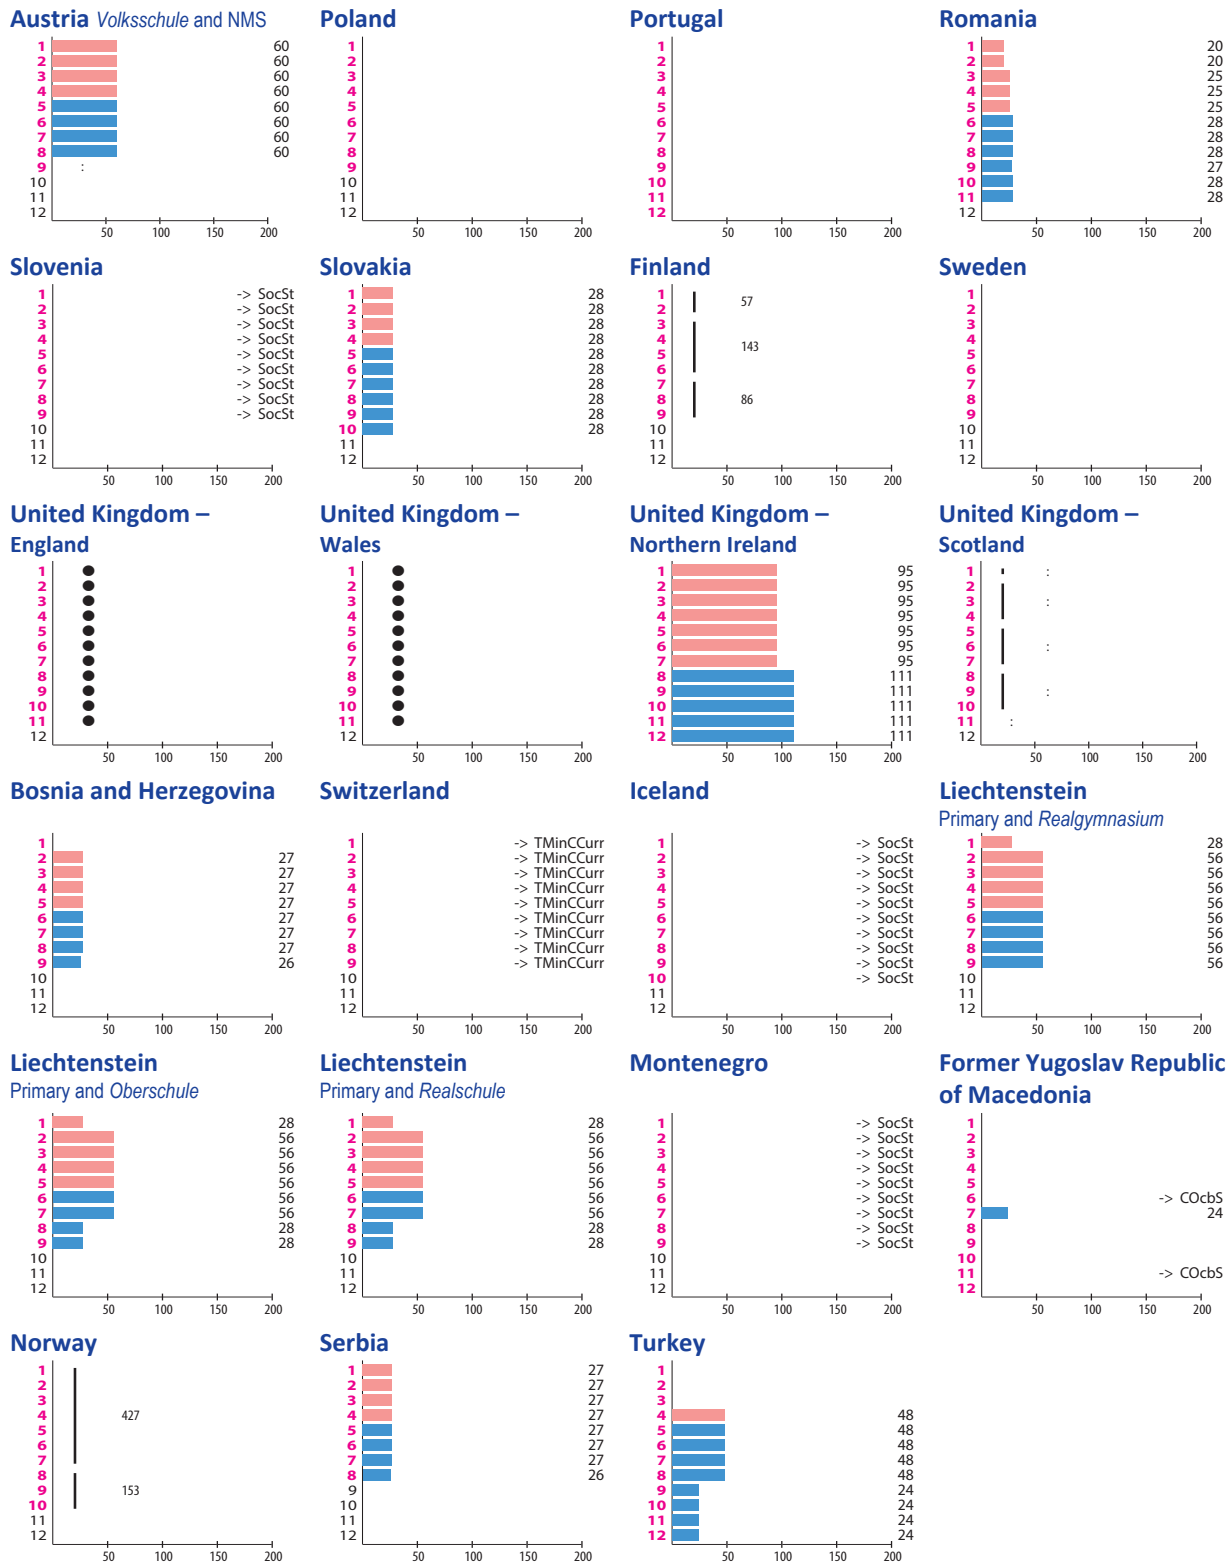 Austria Volksschule and NMS
1 60
2 60
3 60
4 60
5 60
6 60
7 60
8 60
9 :
10
11
12
50 100 150 200
Poland
1
2
3
4
5
6
7
8
9
10
11
12
50 100 150 200
Portugal
1
2
3
4
5
6
7
8
9
10
11
12
50 100 150 200
Romania
1 20
2 20
3 25
4 25
5 25
6 28
7 28
8 28
9 27
10 28
11 28
12
50 100 150 200
Slovenia
1 -> SocSt
2 -> SocSt
3 -> SocSt
4 -> SocSt
5 -> SocSt
6 -> SocSt
7 -> SocSt
8 -> SocSt
9 -> SocSt
10
11
12
50 100 150 200
Slovakia
1 28
2 28
3 28
4 28
5 28
6 28
7 28
8 28
9 28
10 28
11
12
50 100 150 200
Finland
1
57
2
3
4
143
5
6
7
8 86
9
10
11
12
50 100 150 200
Sweden
1
2
3
4
5
6
7
8
9
10
11
12
50 100 150 200
United Kingdom –
England
1
2
3
4
5
6
7
8
9
10
11
12
50 100 150 200
United Kingdom –
Wales
1
2
3
4
5
6
7
8
9
10
11
12
50 100 150 200
United Kingdom –
Northern Ireland
1 95
2 95
3 95
4 95
5 95
6 95
7 95
8 111
9 111
10 111
11 111
12 111
50 100 150 200
United Kingdom –
Scotland
1 :
2
3 :
4
5
6 :
7
8
9 :
10
11 :
12
50 100 150 200
Bosnia and Herzegovina
1
2 27
3 27
4 27
5 27
6 27
7 27
8 27
9 26
10
11
12
50 100 150 200
Switzerland
1 -> TMinCCurr
2 -> TMinCCurr
3 -> TMinCCurr
4 -> TMinCCurr
5 -> TMinCCurr
6 -> TMinCCurr
7 -> TMinCCurr
8 -> TMinCCurr
9 -> TMinCCurr
10
11
12
50 100 150 200
Iceland
1 -> SocSt
2 -> SocSt
3 -> SocSt
4 -> SocSt
5 -> SocSt
6 -> SocSt
7 -> SocSt
8 -> SocSt
9 -> SocSt
10 -> SocSt
11
12
50 100 150 200
Liechtenstein
Primary and Realgymnasium
1 28
2 56
3 56
4 56
5 56
6 56
7 56
8 56
9 56
10
11
12
50 100 150 200
Liechtenstein
Primary and Oberschule
1 28
2 56
3 56
4 56
5 56
6 56
7 56
8 28
9 28
10
11
12
50 100 150 200
Liechtenstein
Primary and Realschule
1 28
2 56
3 56
4 56
5 56
6 56
7 56
8 28
9 28
10
11
12
50 100 150 200
Montenegro
1 -> SocSt
2 -> SocSt
3 -> SocSt
4 -> SocSt
5 -> SocSt
6 -> SocSt
7 -> SocSt
8 -> SocSt
9 -> SocSt
10
11
12
50 100 150 200
Former Yugoslav Republic
of Macedonia
1
2
3
4
5
6 -> COcbS
7 24
8
9
10
11 -> COcbS
12
50 100 150 200
Norway
1
2
3
4 427
5
6
7
8
9 153
10
11
12
50 100 150 200
Serbia
1 27
2 27
3 27
4 27
5 27
6 27
7 27
8 26
9
10
11
12
50 100 150 200
Turkey
1
2
3
4 48
5 48
6 48
7 48
8 48
9 24
10 24
11 24
12 24
50 100 150 200